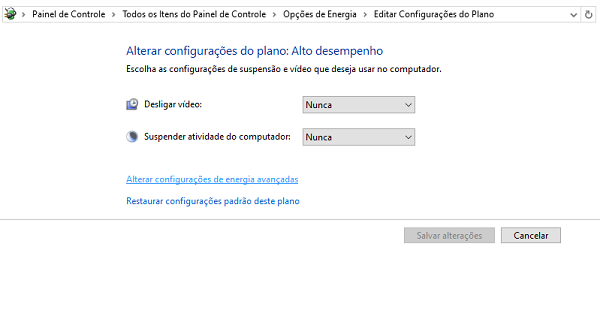 Painel de Controle > Todos os Itens do Painel de Controle > Opções de Energia > Editar Configurações do Plano
Alterar configurações do plano: Alto desempenho
Escolha as configurações de suspensão e vídeo que deseja usar no computador.
Desligar vídeo: Nunca
Suspender atividade do computador: Nunca
Alterar configurações de energia avançadas
Restaurar configurações padrão deste plano
Salvar alterações Cancelar